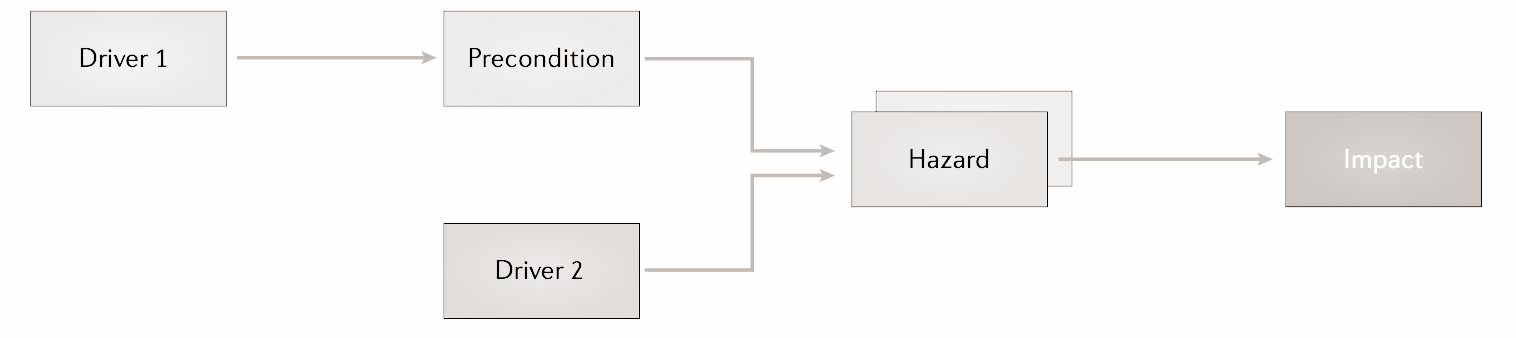 Driver 1
Precondition
Hazard
Impact
Driver 2